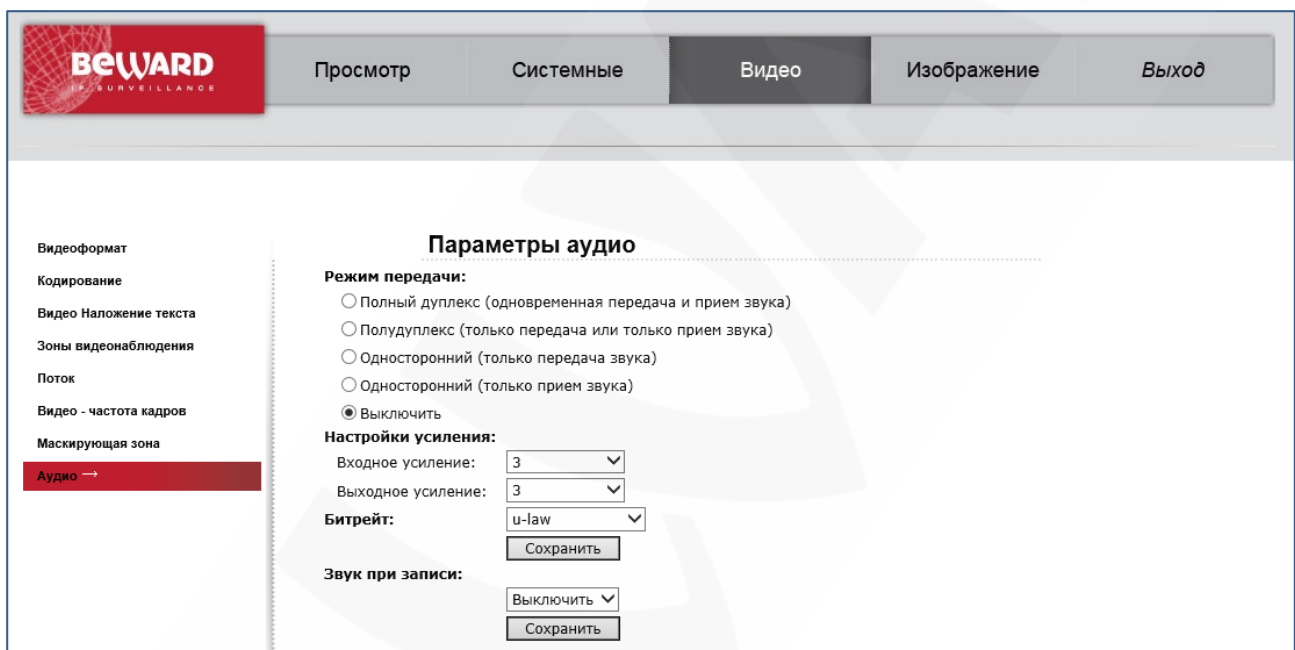 BEWARD
IP SURVEILLANCE
Просмотр Системные Видео Изображение Выход
Видеоформат
Кодирование
Видео Наложение текста
Зоны видеонаблюдения
Поток
Видео - частота кадров
Маскирующая зона
Аудио →
Параметры аудио
Режим передачи:
Полный дуплекс (одновременная передача и прием звука)
Полудуплекс (только передача или только прием звука)
Односторонний (только передача звука)
Односторонний (только прием звука)
Выключить
Настройки усиления:
Входное усиление: 3
Выходное усиление: 3
Битрейт: u-law
Сохранить
Звук при записи:
Выключить
Сохранить